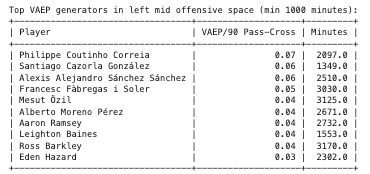 Top VAEP generators in left mid offensive space (min 1000 minutes):
| Player | VAEP/90 Pass-Cross | Minutes |
| Philippe Coutinho Correia | 0.07 | 2097.0 |
| Santiago Cazorla González | 0.06 | 1349.0 |
| Alexis Alejandro Sánchez Sánchez | 0.06 | 2510.0 |
| Francesc Fàbregas i Soler | 0.05 | 3030.0 |
| Mesut Özil | 0.04 | 3125.0 |
| Alberto Moreno Pérez | 0.04 | 2671.0 |
| Aaron Ramsey | 0.04 | 2732.0 |
| Leighton Baines | 0.04 | 1553.0 |
| Ross Barkley | 0.04 | 3170.0 |
| Eden Hazard | 0.03 | 2302.0 |